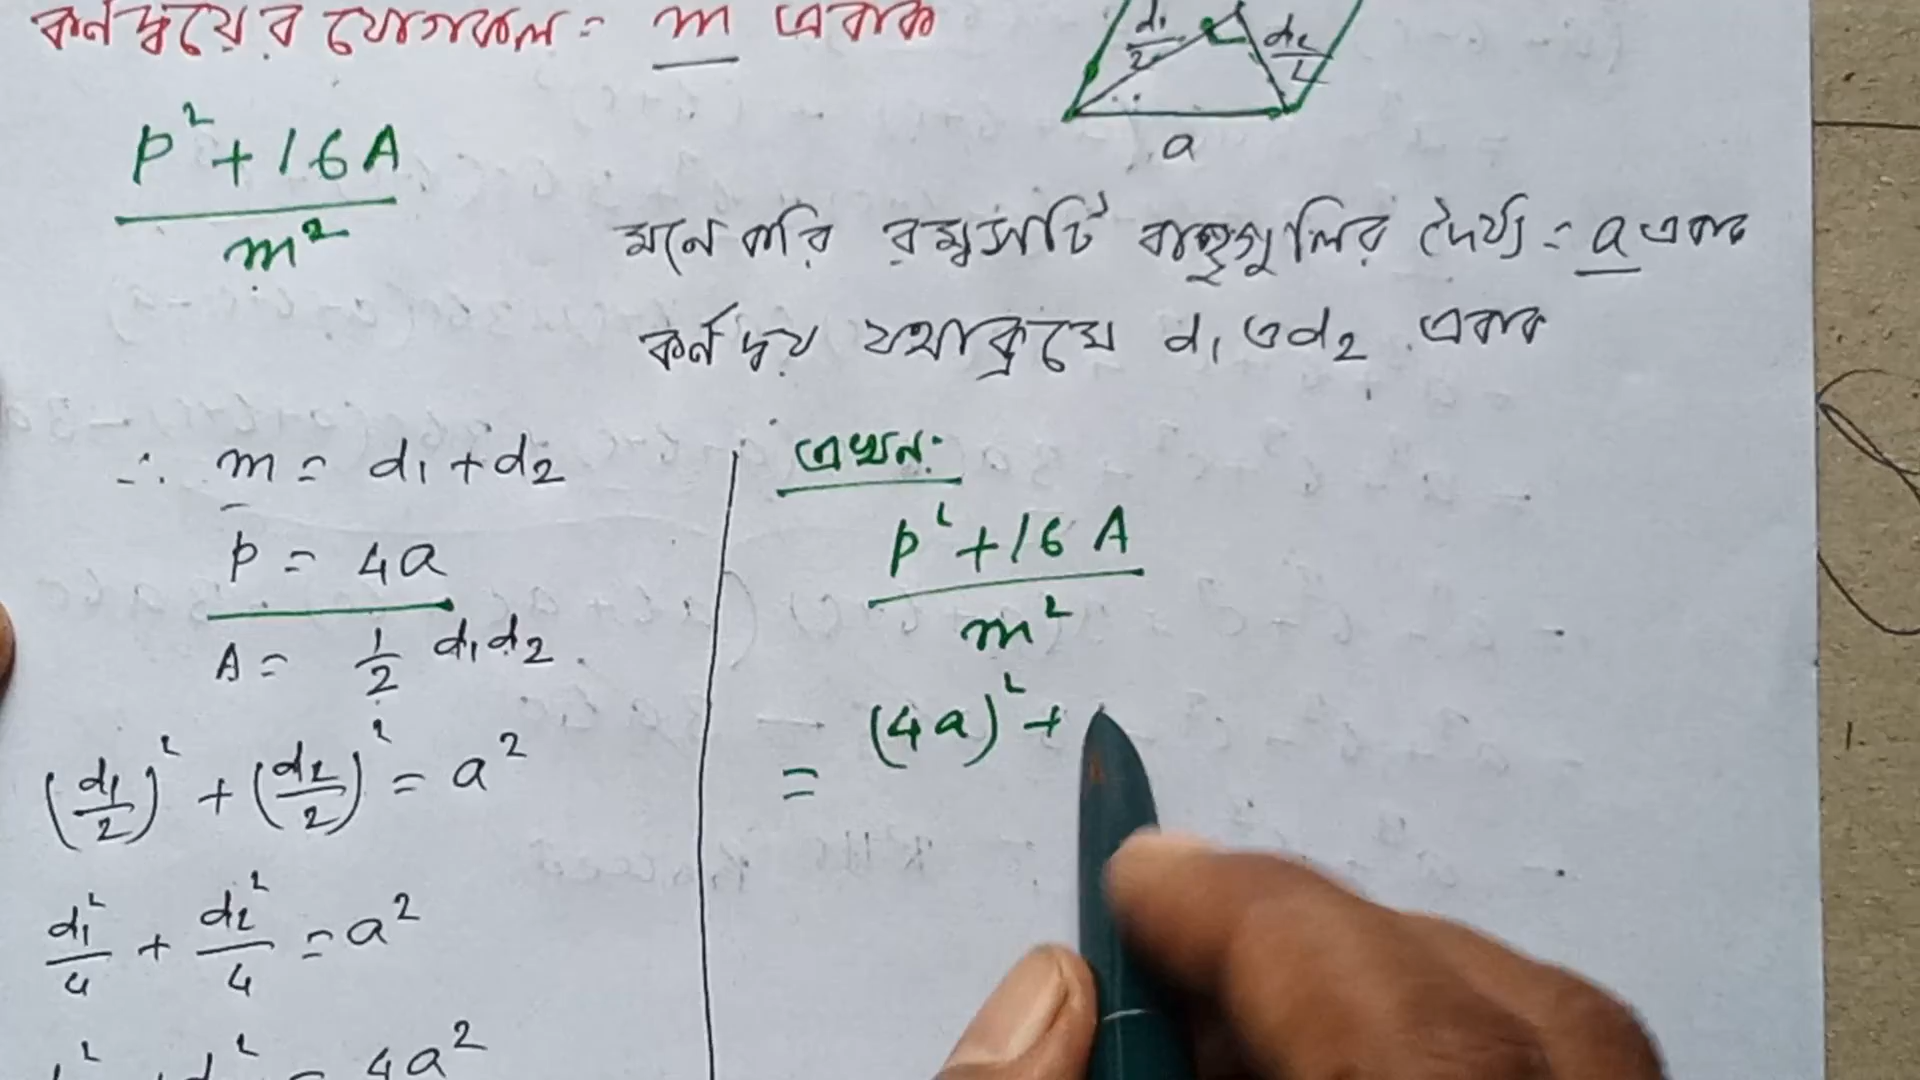 কর্ণদ্বয়ের যোগফল = m একক
d₁/2 d₂/2
a
p² + 16A / m²
মনে করি রম্বসটি বাহুগুলির দৈর্ঘ্য = a একক
কর্ণদ্বয় যথাক্রমে d₁ ও d₂ একক
∴ m = d₁ + d₂
p = 4a
A = 1/2 d₁d₂
(d₁/2)² + (d₂/2)² = a²
d₁²/4 + d₂²/4 = a²
= 4a²
এখন:
p² + 16A / m²
= (4a)² +